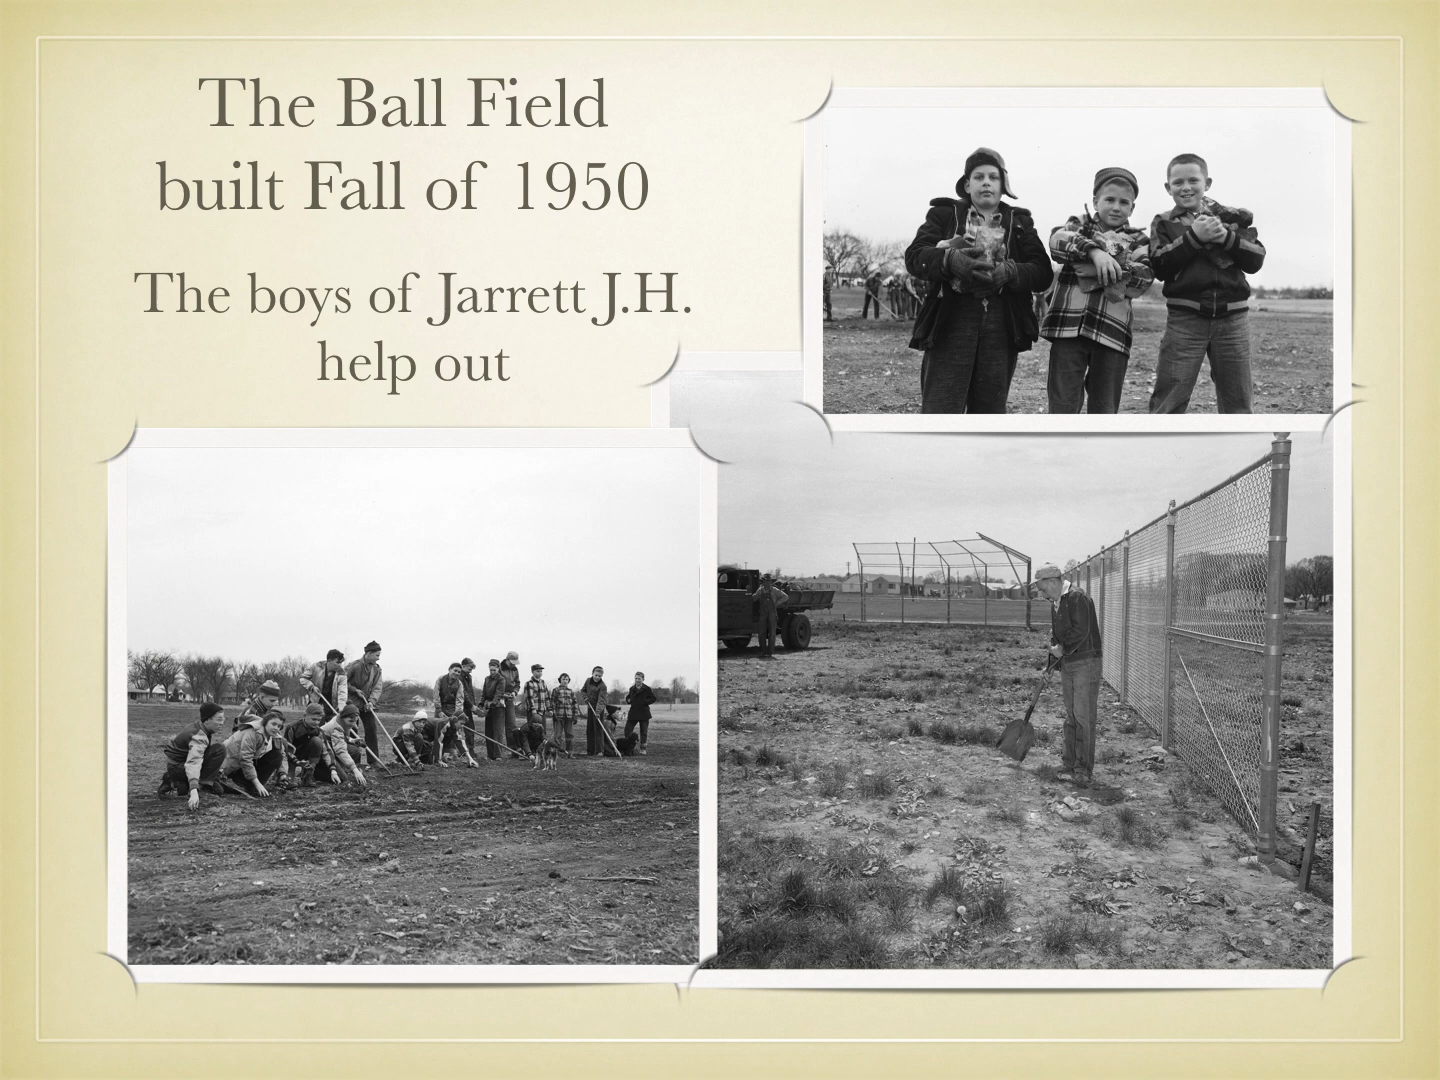 The Ball Field
built Fall of 1950
The boys of Jarrett J.H.
help out